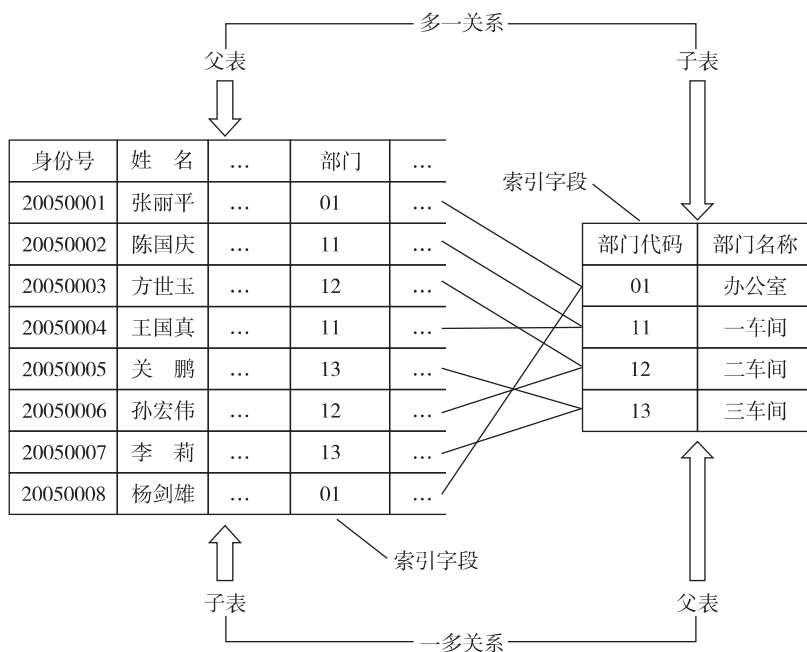 多一关系
父表 子表
身份号 姓 名 … 部门 …
20050001 张丽平 … 01 …
20050002 陈国庆 … 11 …
20050003 方世玉 … 12 …
20050004 王国真 … 11 …
20050005 关 鹏 … 13 …
20050006 孙宏伟 … 12 …
20050007 李 莉 … 13 …
20050008 杨剑雄 … 01 …
索引字段
部门代码 部门名称
01 办公室
11 一车间
12 二车间
13 三车间
索引字段
子表 父表
一多关系